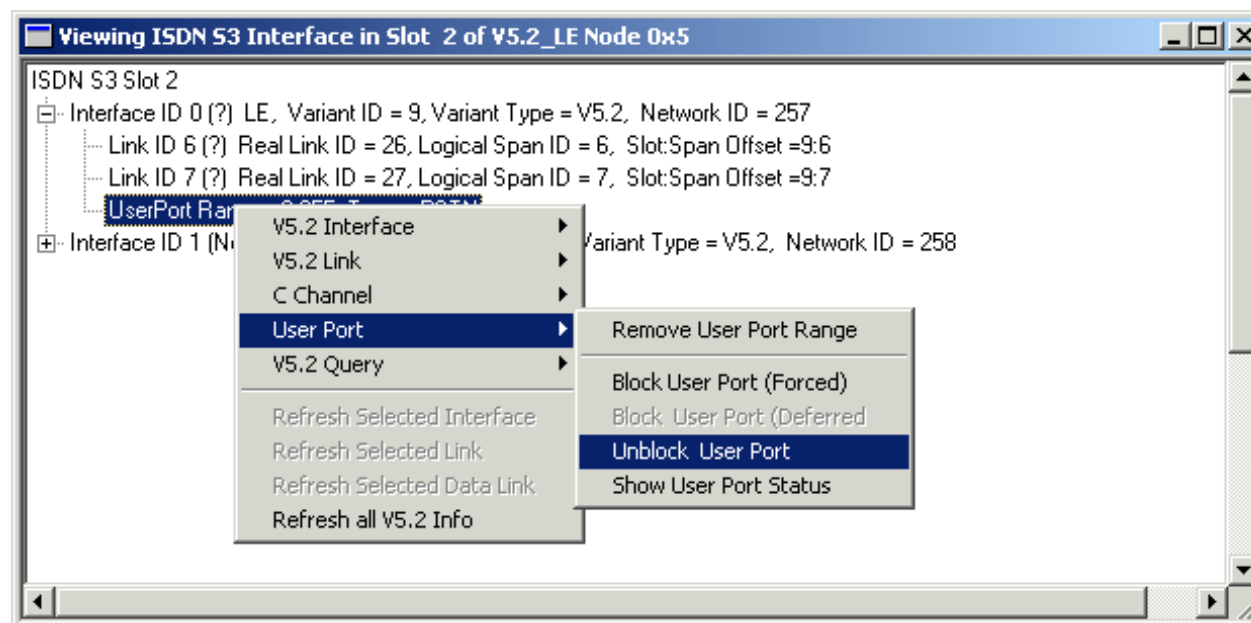 Viewing ISDN S3 Interface in Slot 2 of V5.2_LE Node 0x5
ISDN S3 Slot 2
Interface ID 0 (?) LE, Variant ID = 9, Variant Type = V5.2, Network ID = 257
Link ID 6 (?) Real Link ID = 26, Logical Span ID = 6, Slot:Span Offset =9:6
Link ID 7 (?) Real Link ID = 27, Logical Span ID = 7, Slot:Span Offset =9:7
UserPort
Interface ID 1 Variant Type = V5.2, Network ID = 258
V5.2 Interface
V5.2 Link
C Channel
User Port
V5.2 Query
Refresh Selected Interface
Refresh Selected Link
Refresh Selected Data Link
Refresh all V5.2 Info
Remove User Port Range
Block User Port (Forced)
Block User Port (Deferred
Unblock User Port
Show User Port Status